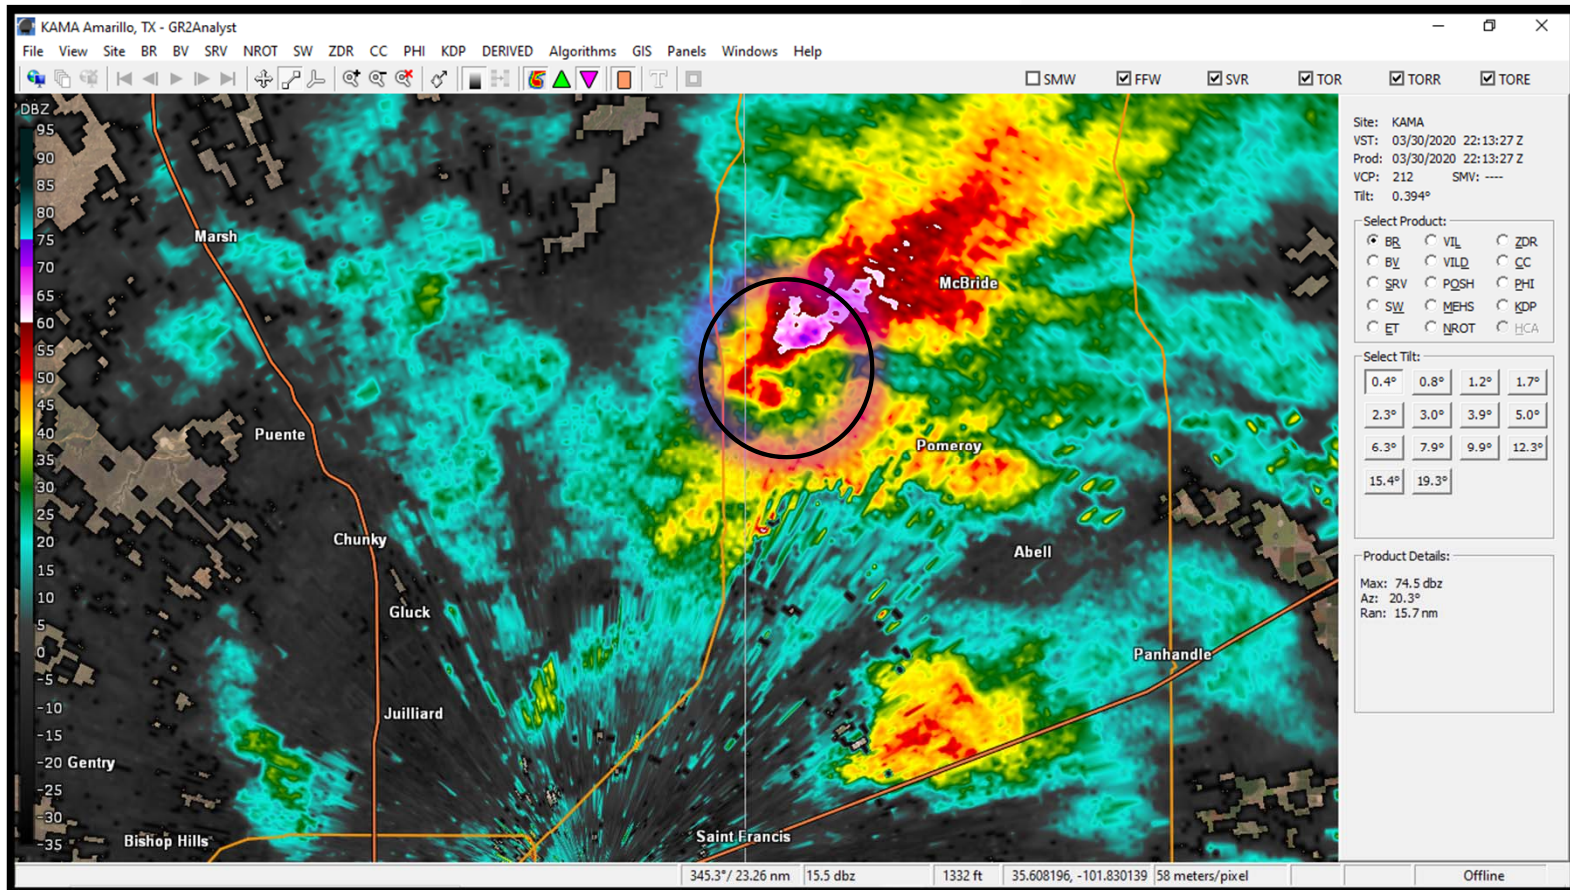 KAMA Amarillo, TX - GR2Analyst
File View Site BR BV SRV NROT SW ZDR CC PHI KDP DERIVED Algorithms GIS Panels Windows Help
SMW FFW SVR TOR TORR TORE
DBZ
95
90
85
80
75
70
65
60
55
50
45
40
35
30
25
20
15
10
5
0
-5
-10
-15
-20
-25
-30
-35
Marsh
McBride
Puente
Pomeroy
Chunky
Abell
Gluck
Panhandle
Juilliard
Gentry
Saint Francis
Bishop Hills
Site: KAMA
VST: 03/30/2020 22:13:27 Z
Prod: 03/30/2020 22:13:27 Z
VCP: 212 SMV: ----
Tilt: 0.394°
Select Product:
BR VIL ZDR
BV VILD CC
SRV POSH PHI
SW MEHS KDP
ET NROT HCA
Select Tilt:
0.4° 0.8° 1.2° 1.7°
2.3° 3.0° 3.9° 5.0°
6.3° 7.9° 9.9° 12.3°
15.4° 19.3°
Product Details:
Max: 74.5 dbz
Az: 20.3°
Ran: 15.7 nm
345.3°/ 23.26 nm 15.5 dbz 1332 ft 35.608196, -101.830139 58 meters/pixel Offline